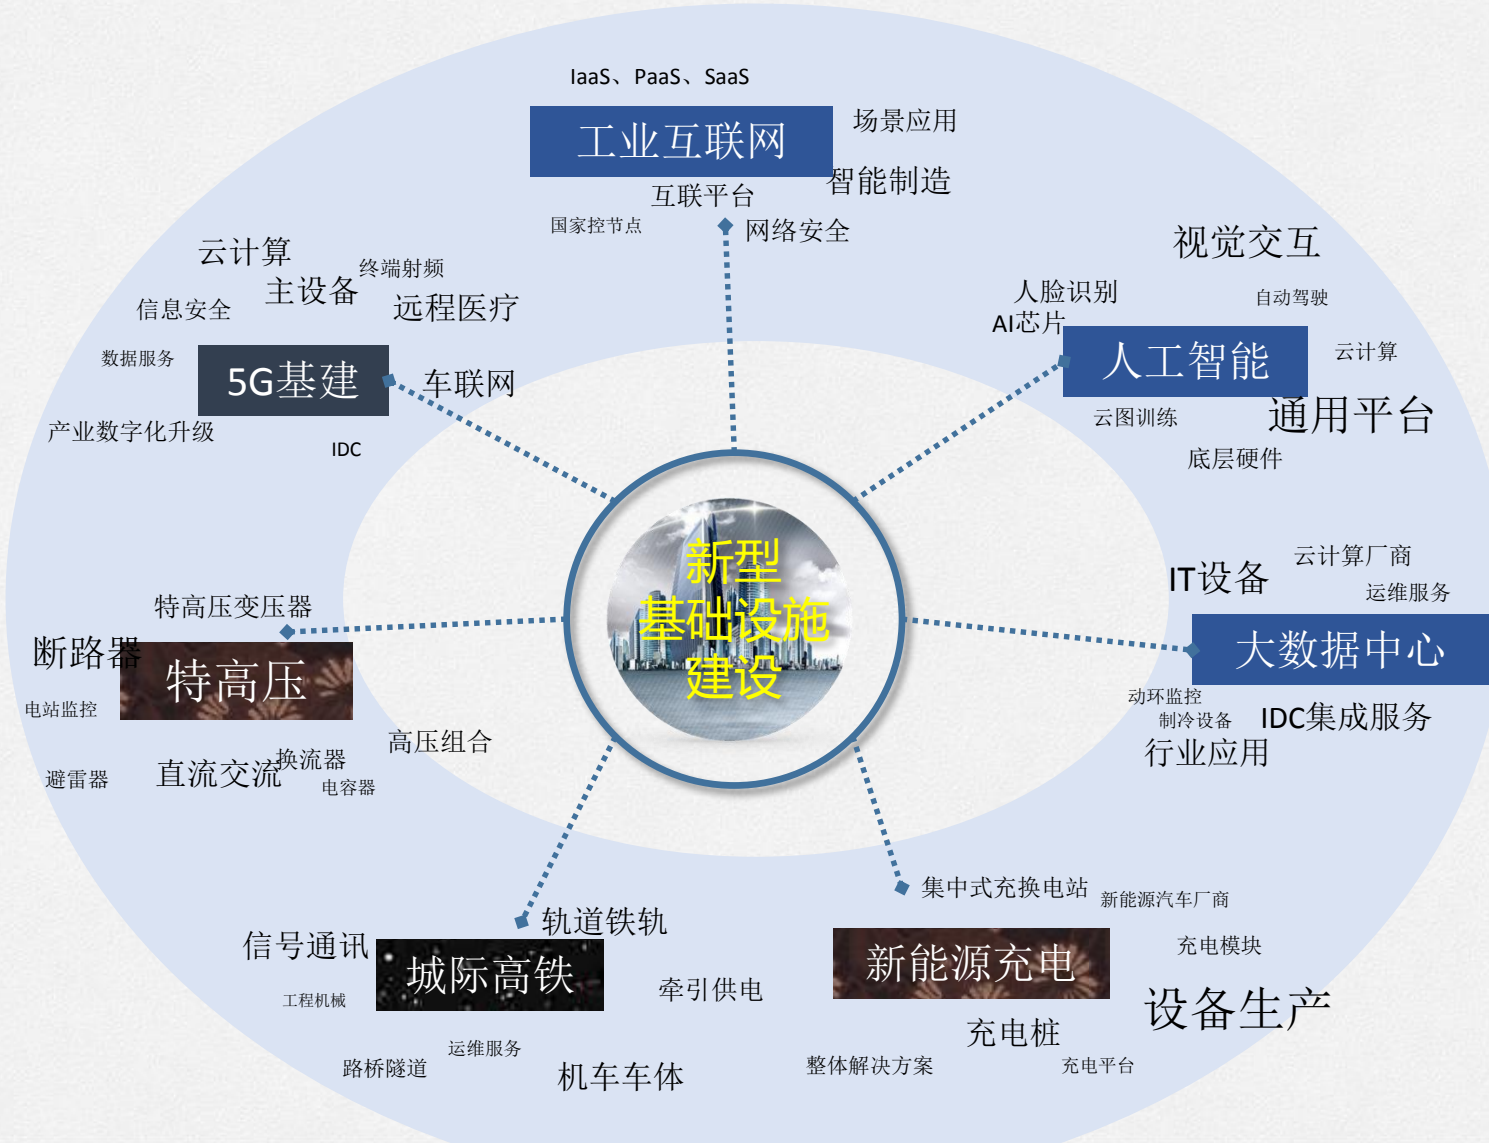 IaaS、PaaS、SaaS
工业互联网
场景应用
智能制造
互联平台
国家控节点
网络安全
云计算
终端射频
主设备
信息安全
远程医疗
数据服务
5G基建
车联网
产业数字化升级
IDC
视觉交互
人脸识别
自动驾驶
AI芯片
人工智能
云计算
云图训练
通用平台
底层硬件
新型
基础设施
建设
云计算厂商
IT设备
运维服务
大数据中心
动环监控
制冷设备
IDC集成服务
行业应用
特高压变压器
断路器
特高压
电站监控
高压组合
避雷器
直流交流
换流器
电容器
轨道铁轨
信号通讯
城际高铁
牵引供电
工程机械
运维服务
路桥隧道
机车车体
集中式充换电站
新能源汽车厂商
新能源充电
充电模块
设备生产
充电桩
整体解决方案
充电平台